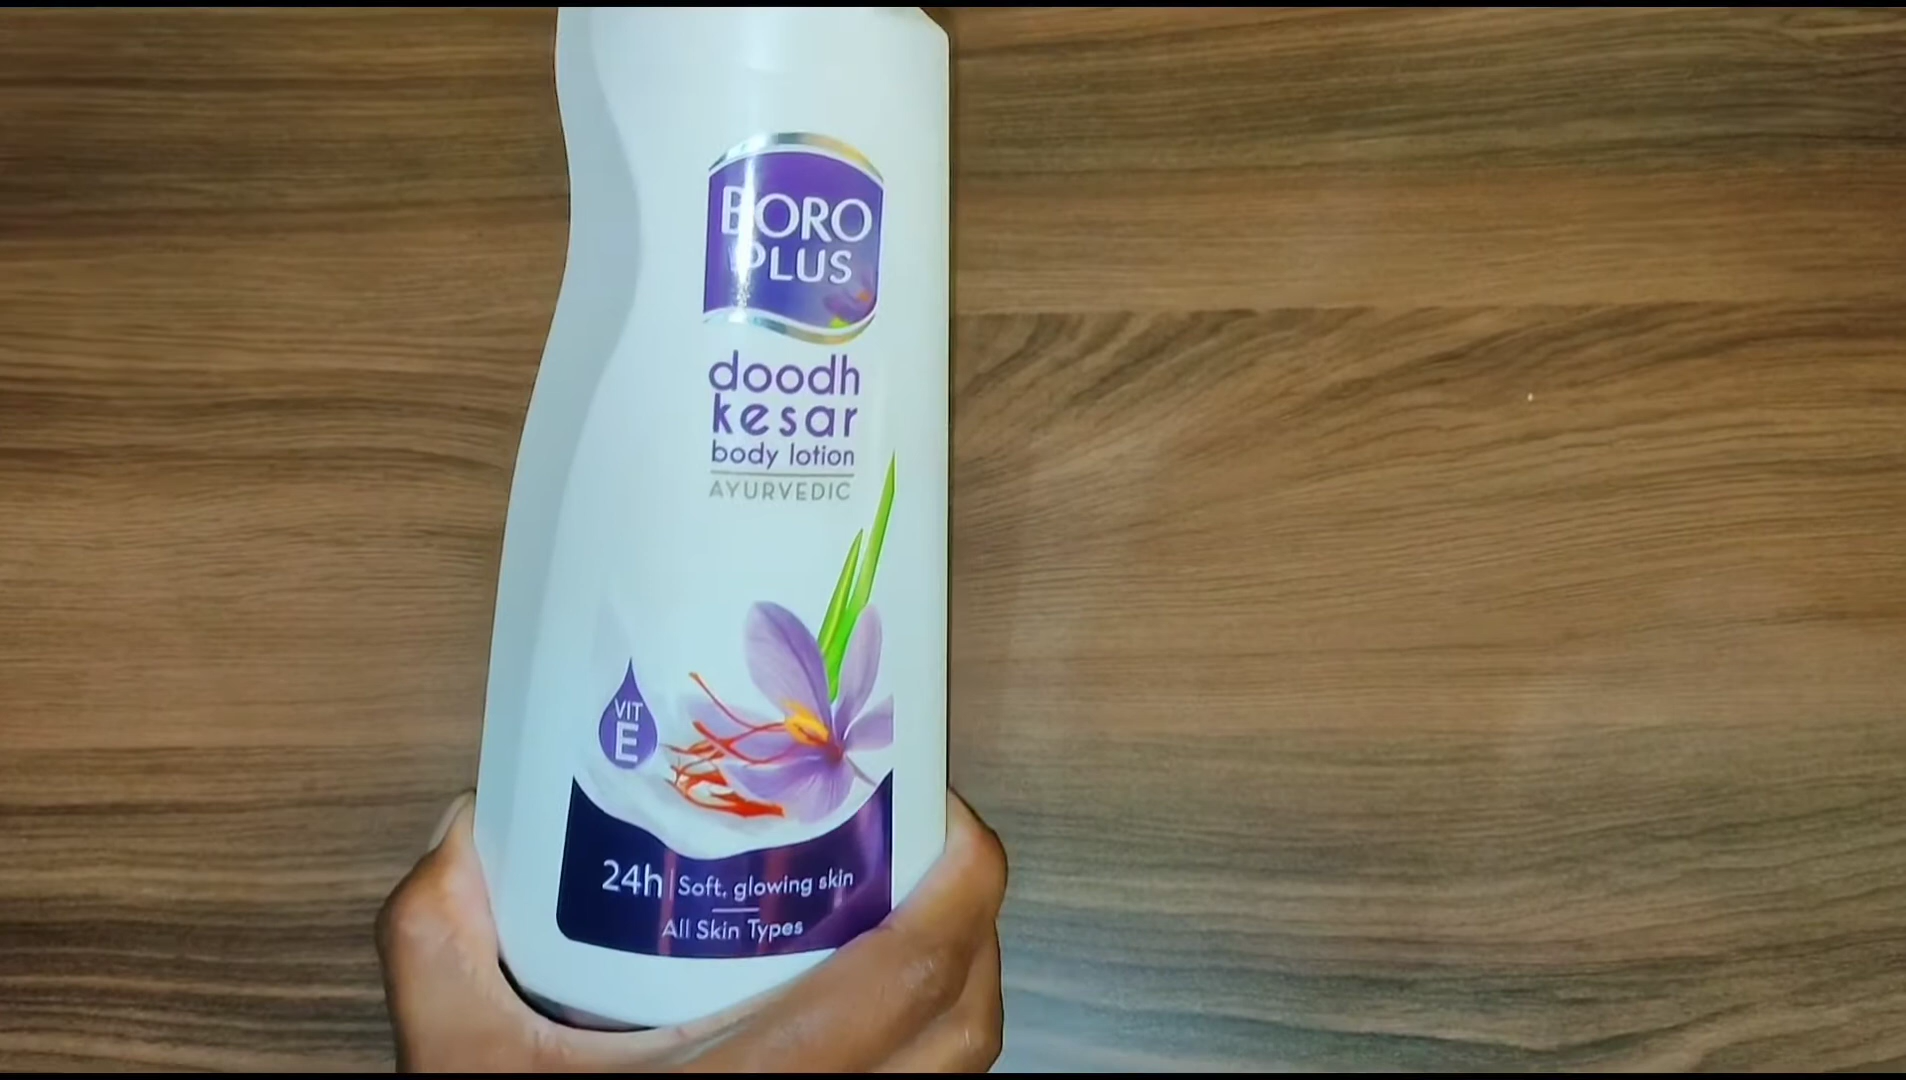 BORO
PLUS
doodh
kesar
body lotion
AYURVEDIC
VIT
E
24h | Soft, glowing skin
All Skin Types